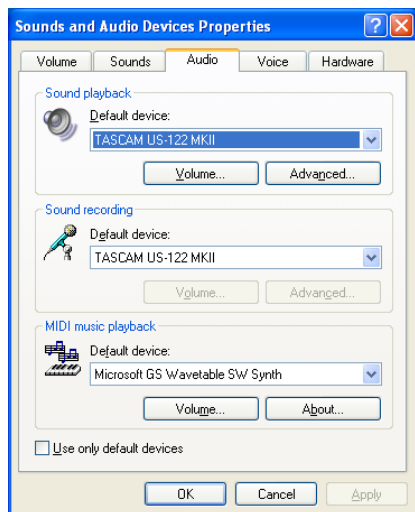 Sounds and Audio Devices Properties
Volume Sounds Audio Voice Hardware
Sound playback
Default device:
TASCAM US-122 MKII
Volume... Advanced...
Sound recording
Default device:
TASCAM US-122 MKII
Volume... Advanced...
MIDI music playback
Default device:
Microsoft GS Wavetable SW Synth
Volume... About...
Use only default devices
OK Cancel Apply